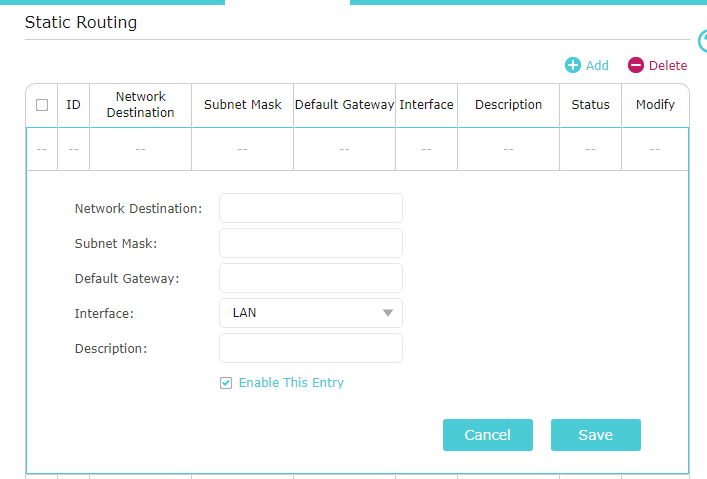 Static Routing
Add Delete
ID Network Destination Subnet Mask Default Gateway Interface Description Status Modify
-- -- -- -- -- -- -- -- --
Network Destination:
Subnet Mask:
Default Gateway:
Interface: LAN
Description:
Enable This Entry
Cancel Save